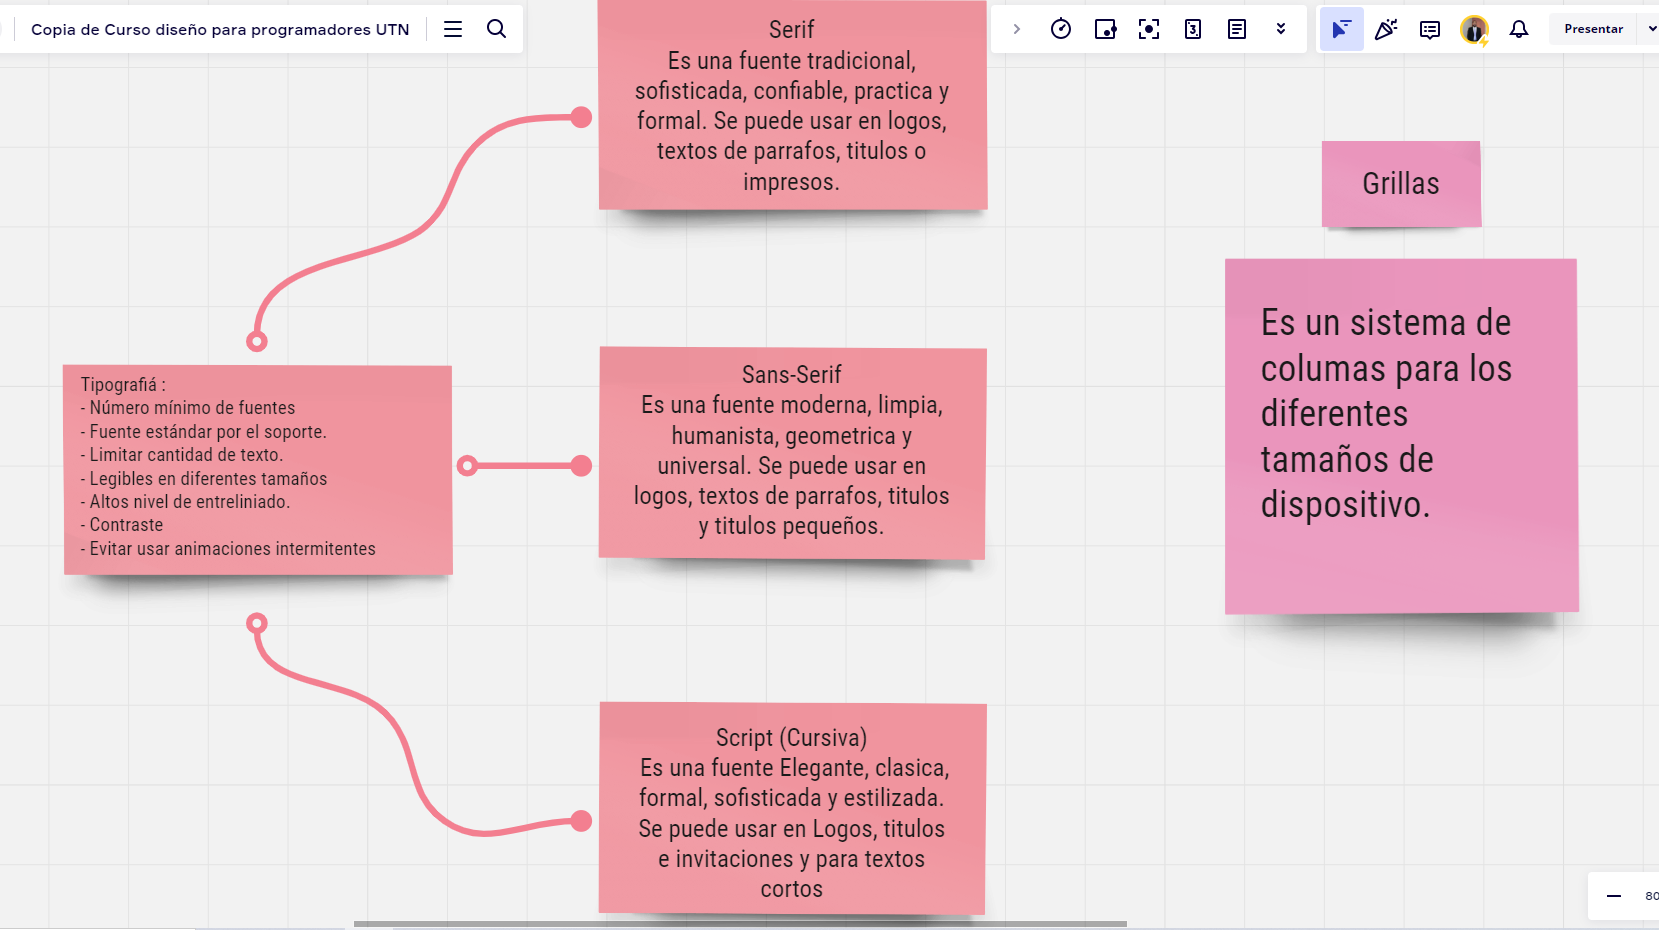 Copia de Curso diseño para programadores UTN
Presentar
Serif
Es una fuente tradicional,
sofisticada, confiable, practica y
formal. Se puede usar en logos,
textos de parrafos, titulos o
impresos.
Tipografiá :
- Número mínimo de fuentes
- Fuente estándar por el soporte.
- Limitar cantidad de texto.
- Legibles en diferentes tamaños
- Altos nivel de entreliniado.
- Contraste
- Evitar usar animaciones intermitentes
Sans-Serif
Es una fuente moderna, limpia,
humanista, geometrica y
universal. Se puede usar en
logos, textos de parrafos, titulos
y titulos pequeños.
Script (Cursiva)
Es una fuente Elegante, clasica,
formal, sofisticada y estilizada.
Se puede usar en Logos, titulos
e invitaciones y para textos
cortos
Grillas
Es un sistema de
columas para los
diferentes
tamaños de
dispositivo.
80